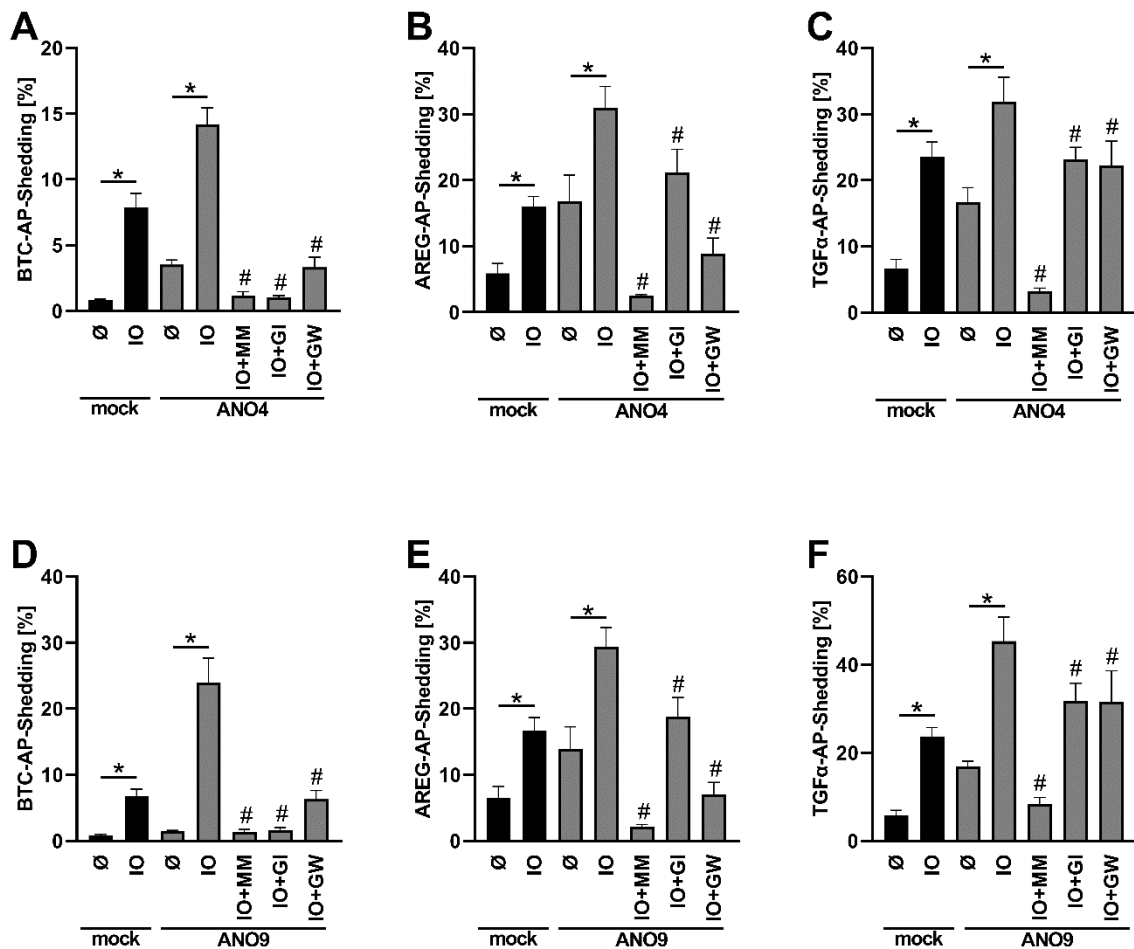 A
BTC-AP-Shedding [%]
20
15
10
5
0
*
*
#
#
#
Ø
IO
Ø
IO
IO+MM
IO+GI
IO+GW
mock
ANO4
B
AREG-AP-Shedding [%]
40
30
20
10
0
*
*
#
#
#
Ø
IO
Ø
IO
IO+MM
IO+GI
IO+GW
mock
ANO4
C
TGFα-AP-Shedding [%]
40
30
20
10
0
*
*
#
#
#
Ø
IO
Ø
IO
IO+MM
IO+GI
IO+GW
mock
ANO4
D
BTC-AP-Shedding [%]
40
30
20
10
0
*
*
#
#
#
Ø
IO
Ø
IO
IO+MM
IO+GI
IO+GW
mock
ANO9
E
AREG-AP-Shedding [%]
40
30
20
10
0
*
*
#
#
#
Ø
IO
Ø
IO
IO+MM
IO+GI
IO+GW
mock
ANO9
F
TGFα-AP-Shedding [%]
60
40
20
0
*
*
#
#
#
Ø
IO
Ø
IO
IO+MM
IO+GI
IO+GW
mock
ANO9